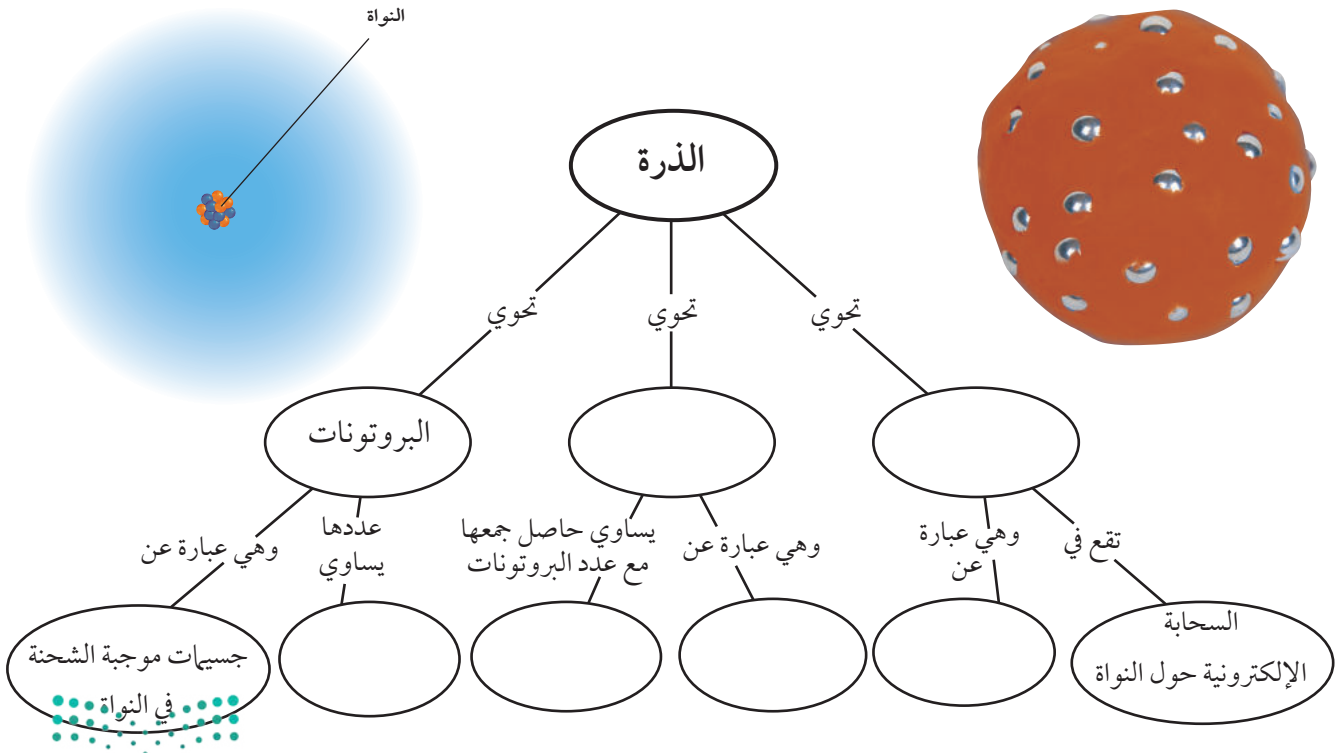 النواة
الذرة
تحوي
تحوي
تحوي
البروتونات
تقع في
وهي عبارة
عن
وهي عبارة عن
يساوي حاصل جمعها
مع عدد البروتونات
عددها
يساوي
وهي عبارة عن
السحابة
الإلكترونية حول النواة
جسيمات موجبة الشحنة
في النواة